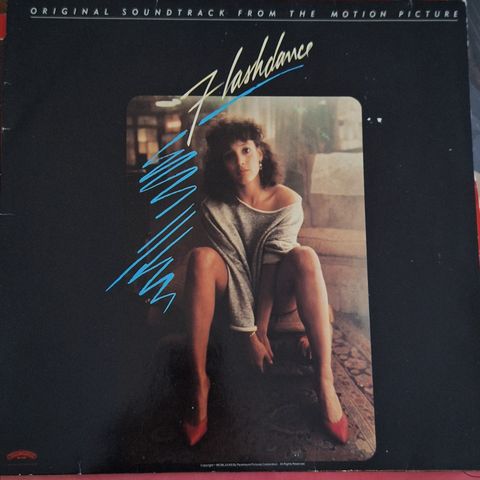 ORIGINAL SOUNDTRACK FROM THE MOTION PICTURE
Flashdance